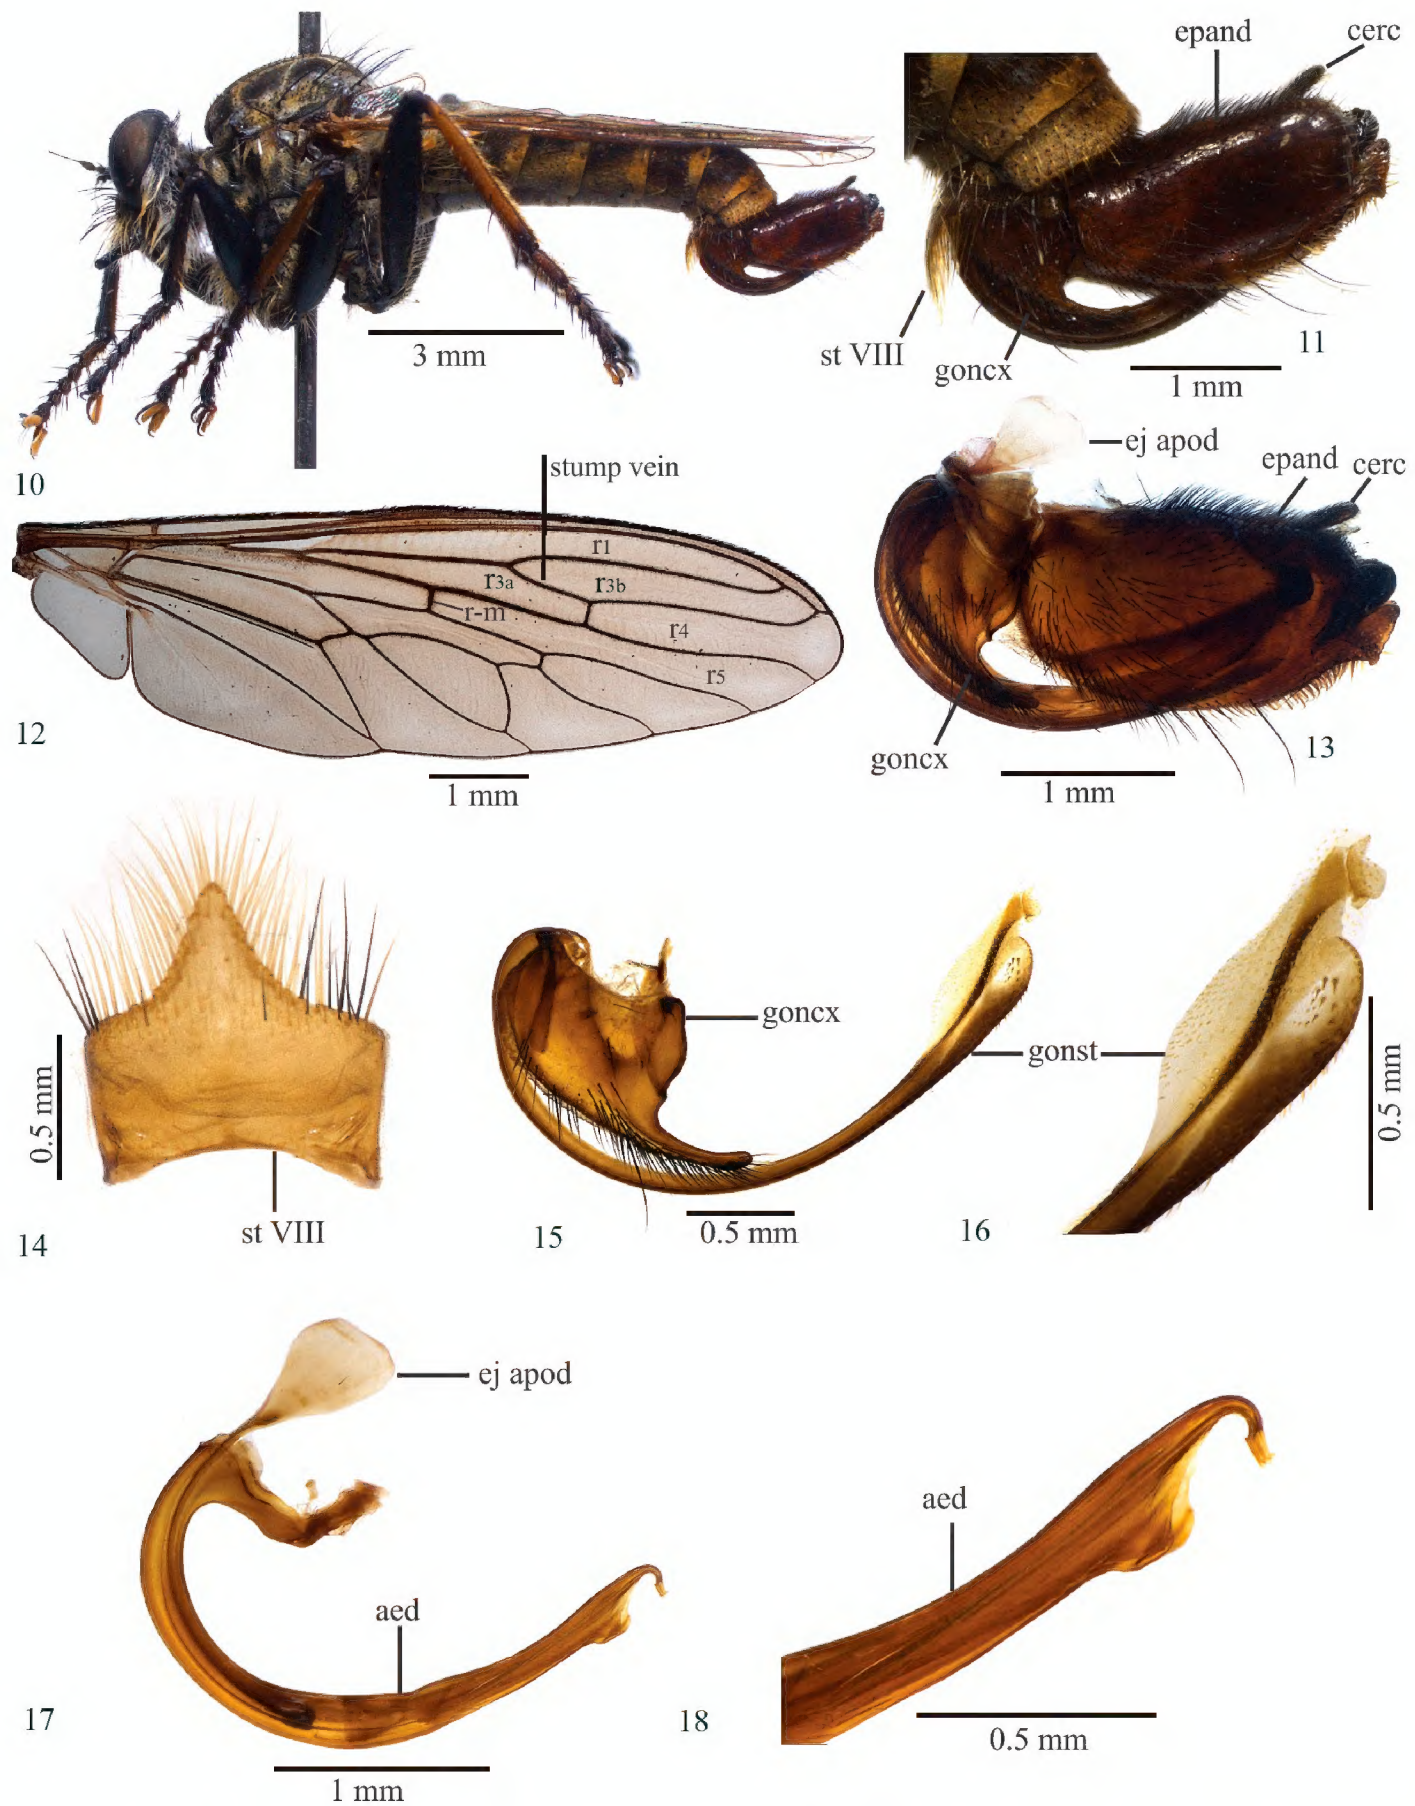 epand
cerc
st VIII
goncx
11
1 mm
3 mm
10
ej apod
epand
cerc
stump vein
r1
r3a
r3b
r-m
r4
r5
12
1 mm
goncx
13
1 mm
goncx
gonst
0.5 mm
0.5 mm
st VIII
14
15
0.5 mm
16
ej apod
aed
aed
17
18
0.5 mm
1 mm